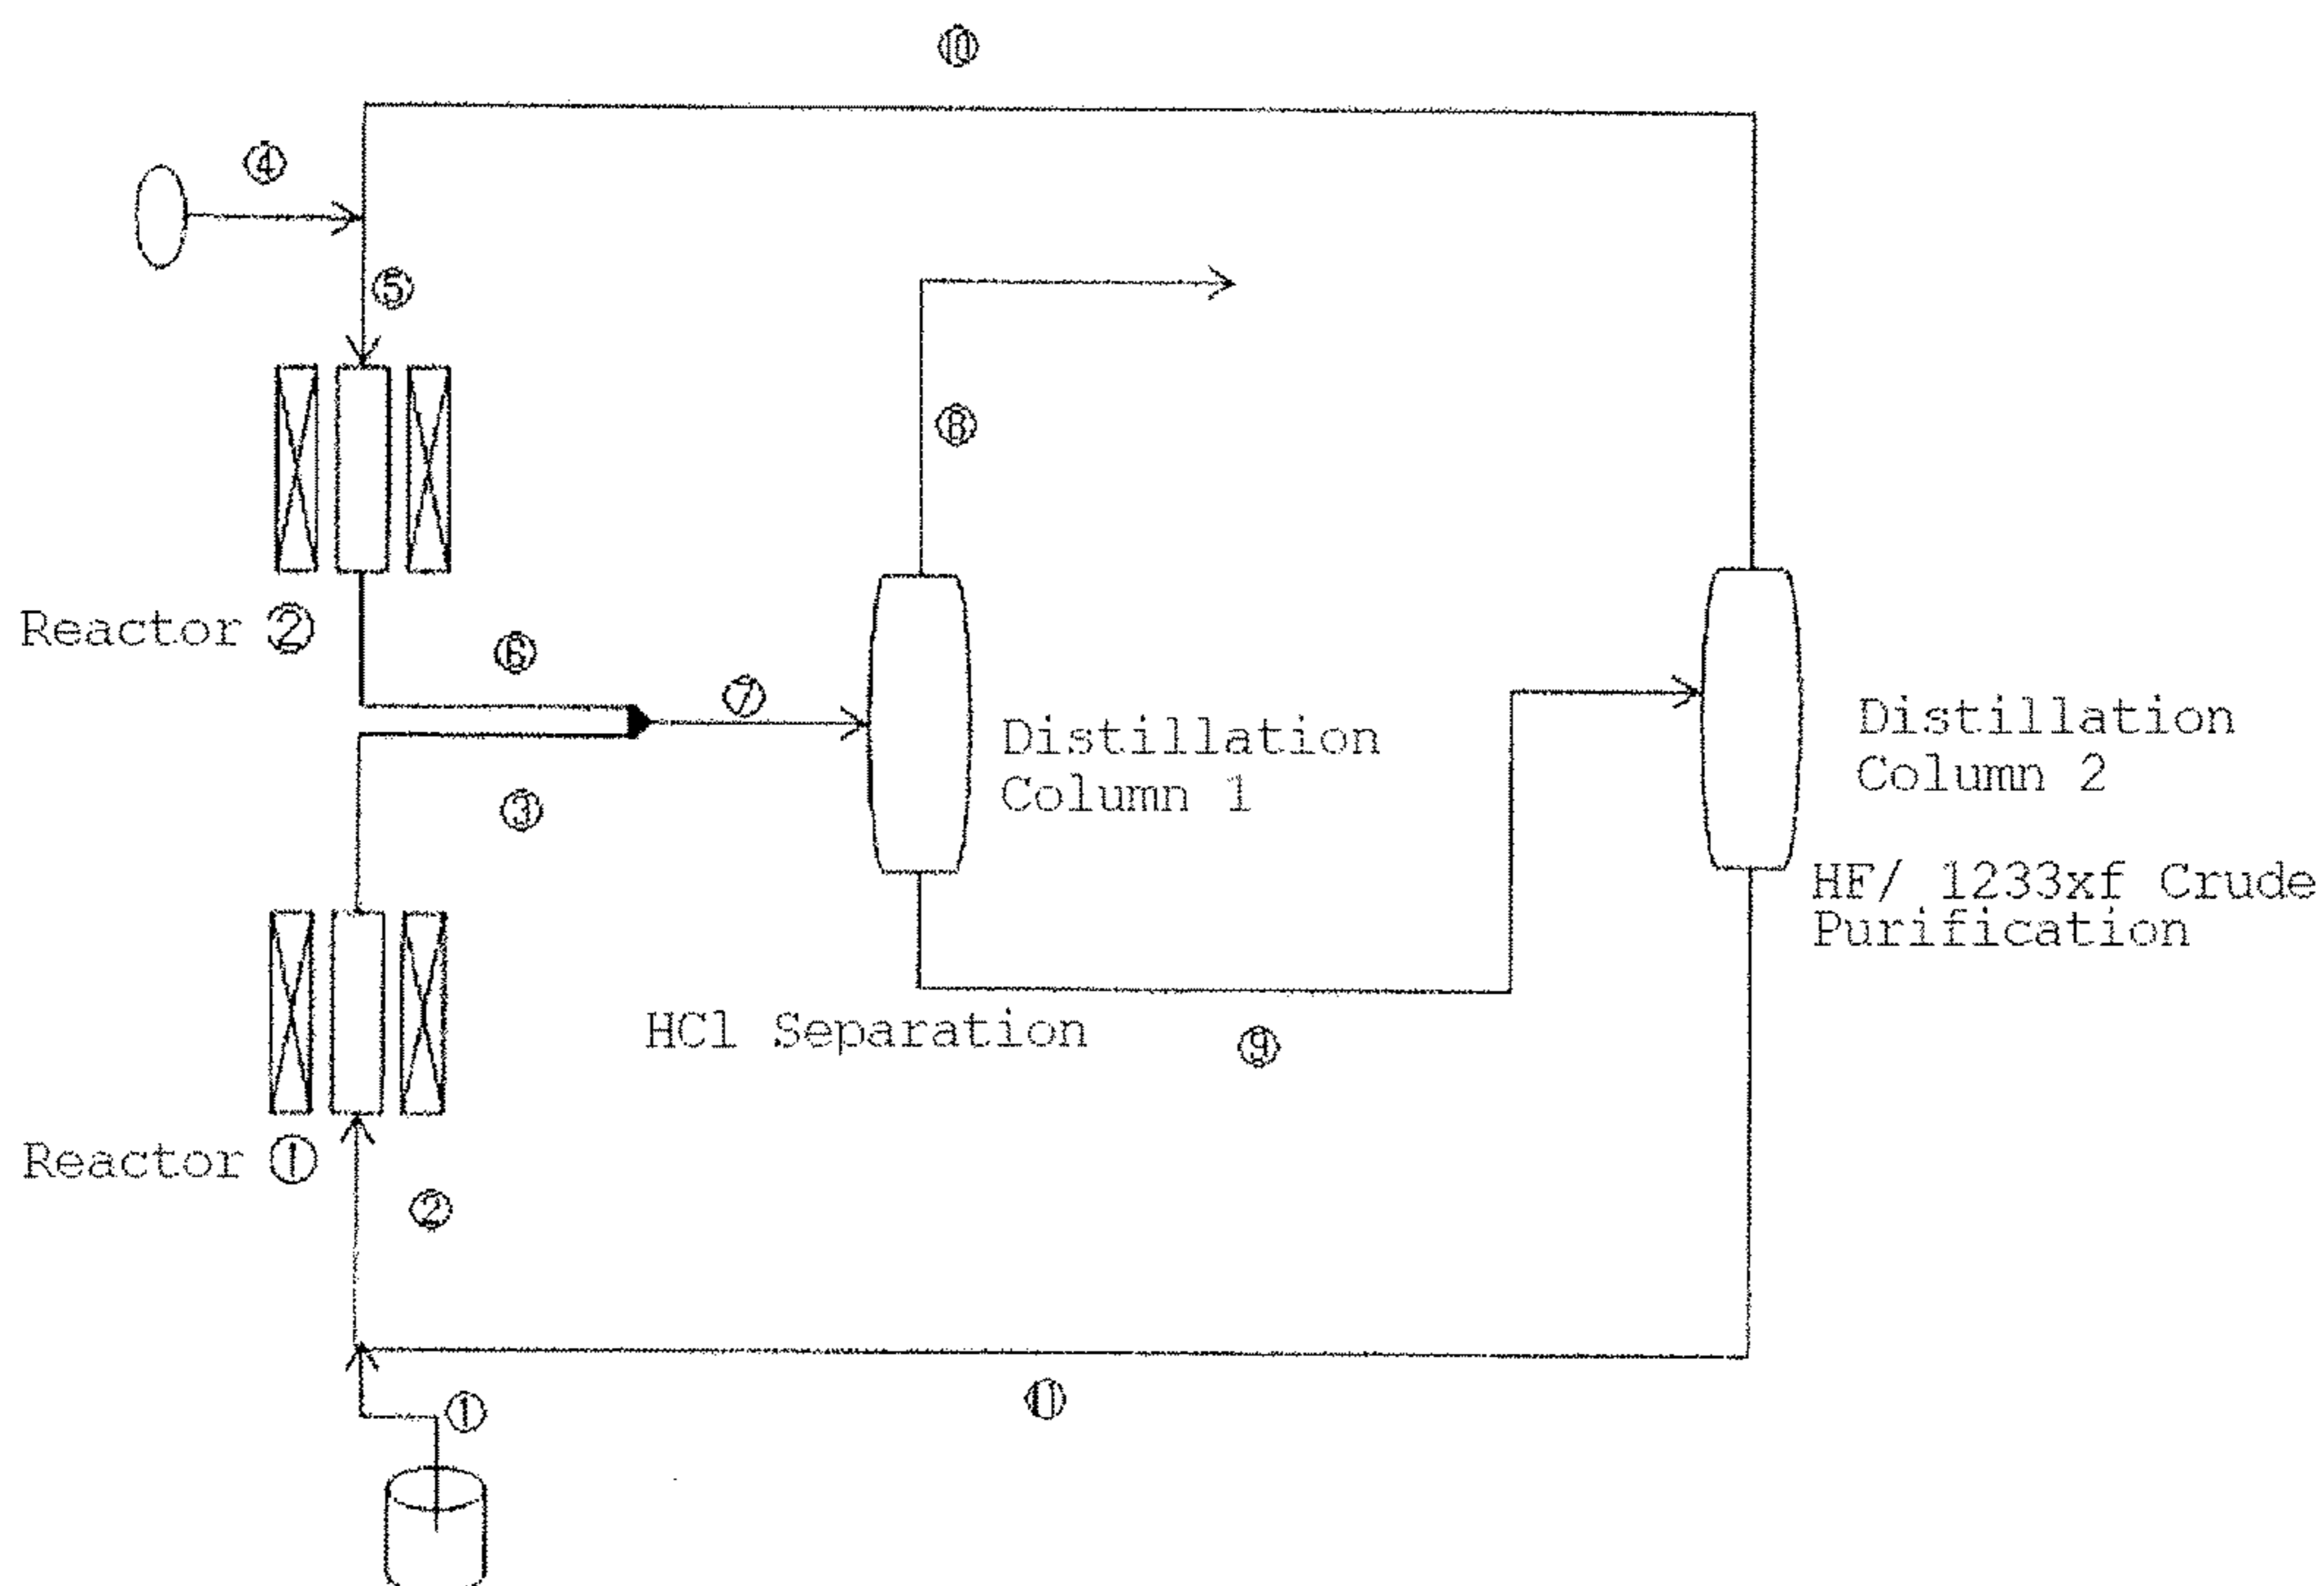 ⑩
④
⑤
⑧
Reactor ②
⑥
⑦
Distillation
Column 1
Distillation
Column 2
③
HF/ 1233xf Crude
Purification
HCl Separation
⑨
Reactor ①
②
⑪
①